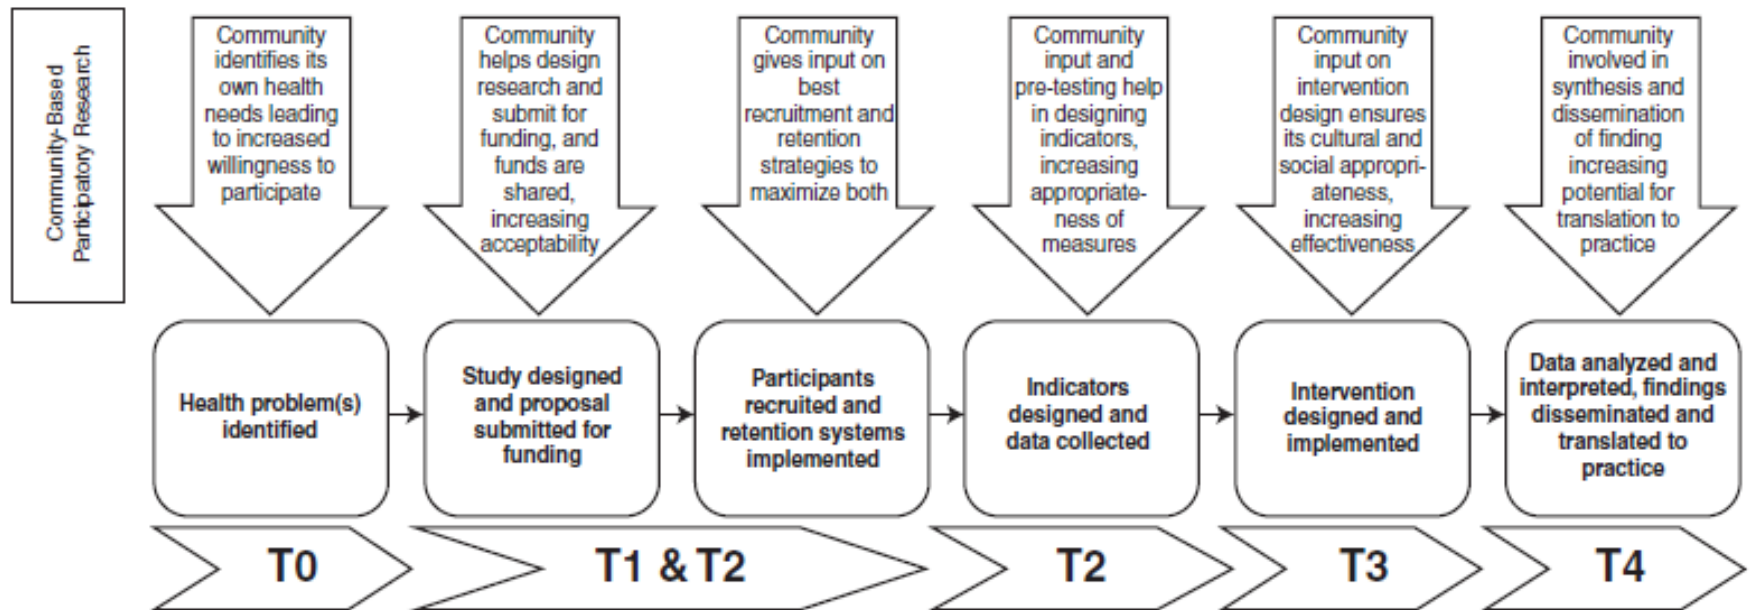 Community-Based
Participatory Research
Community
identifies its
own health
needs leading
to increased
willingness to
participate
Community
helps design
research and
submit for
funding, and
funds are
shared,
increasing
acceptability
Community
gives input on
best
recruitment and
retention
strategies to
maximize both
Community
input and
pre-testing help
in designing
indicators,
increasing
appropriate-
ness of
measures
Community
input on
intervention
design ensures
its cultural and
social appropri-
ateness,
increasing
effectiveness
Community
involved in
synthesis and
dissemination
of finding
increasing
potential for
translation to
practice
Health problem(s)
identified
Study designed
and proposal
submitted for
funding
Participants
recruited and
retention systems
implemented
Indicators
designed and
data collected
Intervention
designed and
implemented
Data analyzed and
interpreted, findings
disseminated and
translated to
practice
T0
T1 & T2
T2
T3
T4